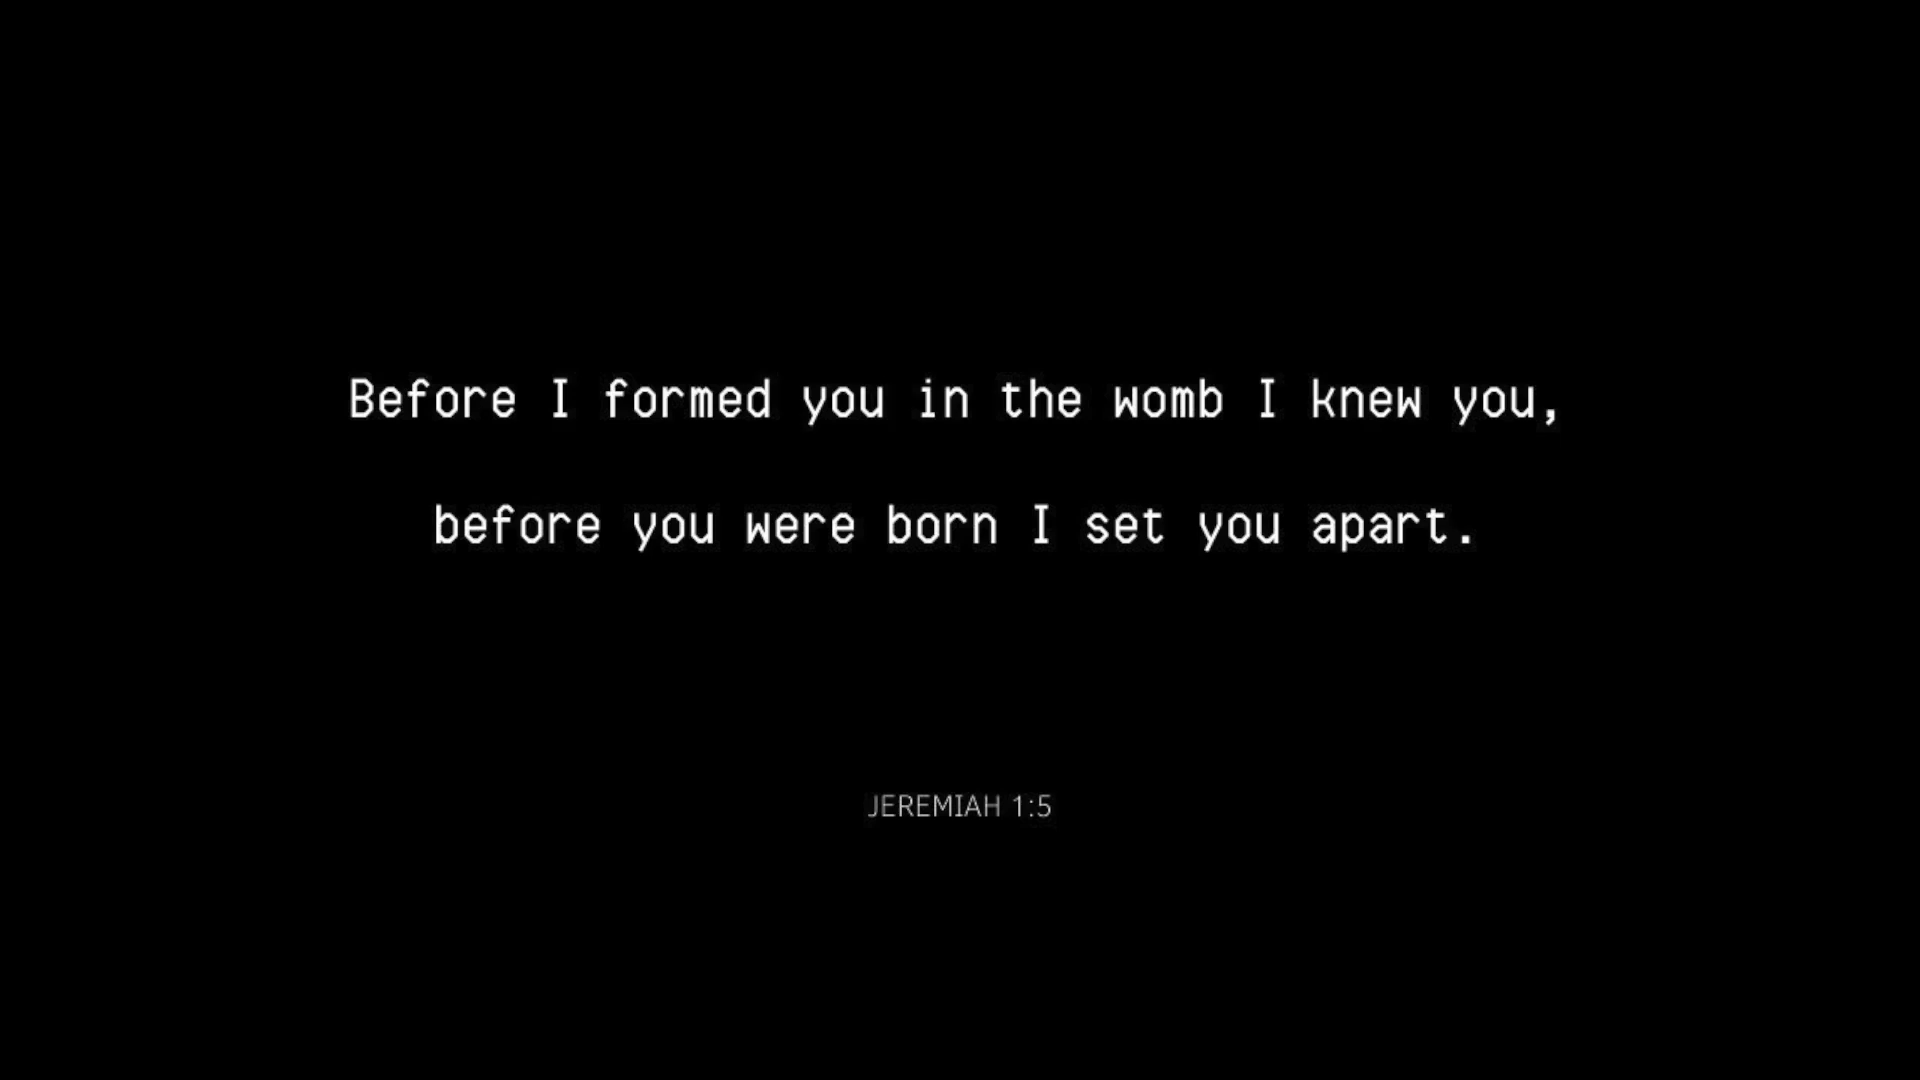 Before I formed you in the womb I knew you,
before you were born I set you apart.
JEREMIAH 1:5